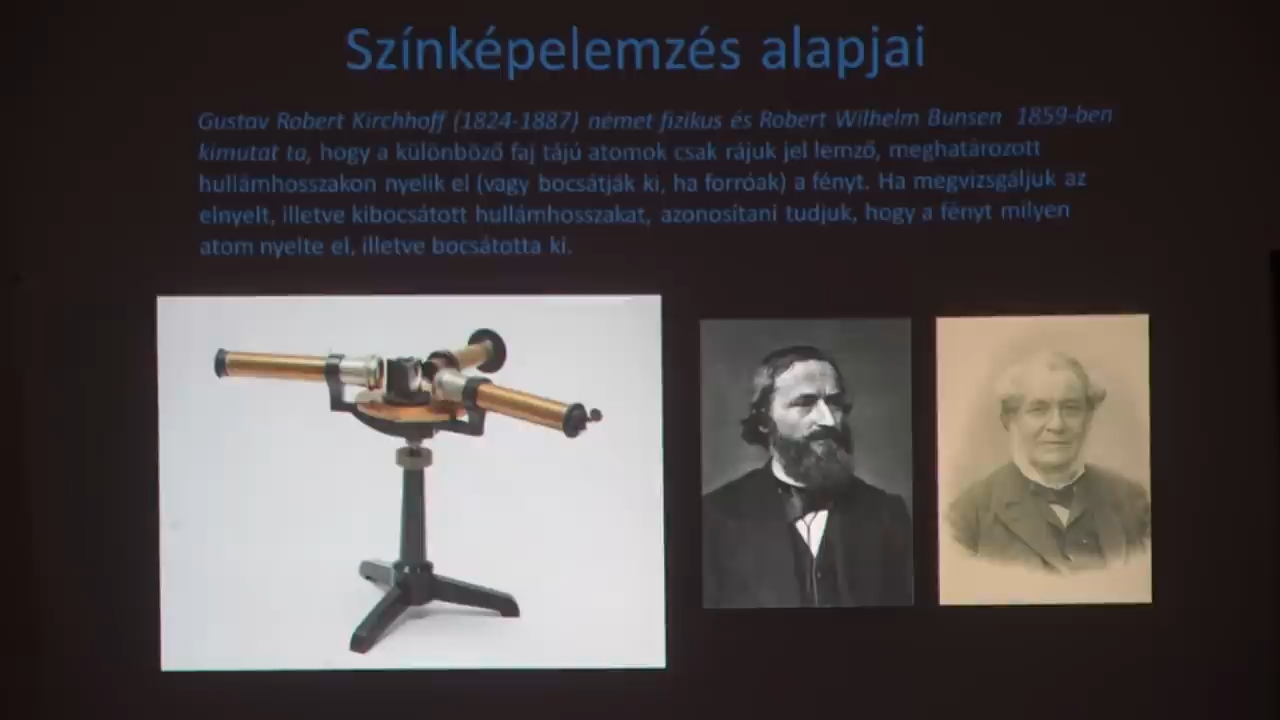 Színképelemzés alapjai
Gustav Robert Kirchhoff (1824-1887) német fizikus és Robert Wilhelm Bunsen 1859-ben
kimutat ta, hogy a különböző faj tájú atomok csak rájuk jel lemző, meghatározott
hullámhosszakon nyelik el (vagy bocsátják ki, ha forróak) a fényt. Ha megvizsgáljuk az
elnyelt, illetve kibocsátott hullámhosszakat, azonosítani tudjuk, hogy a fényt milyen
atom nyelte el, illetve bocsátotta ki.